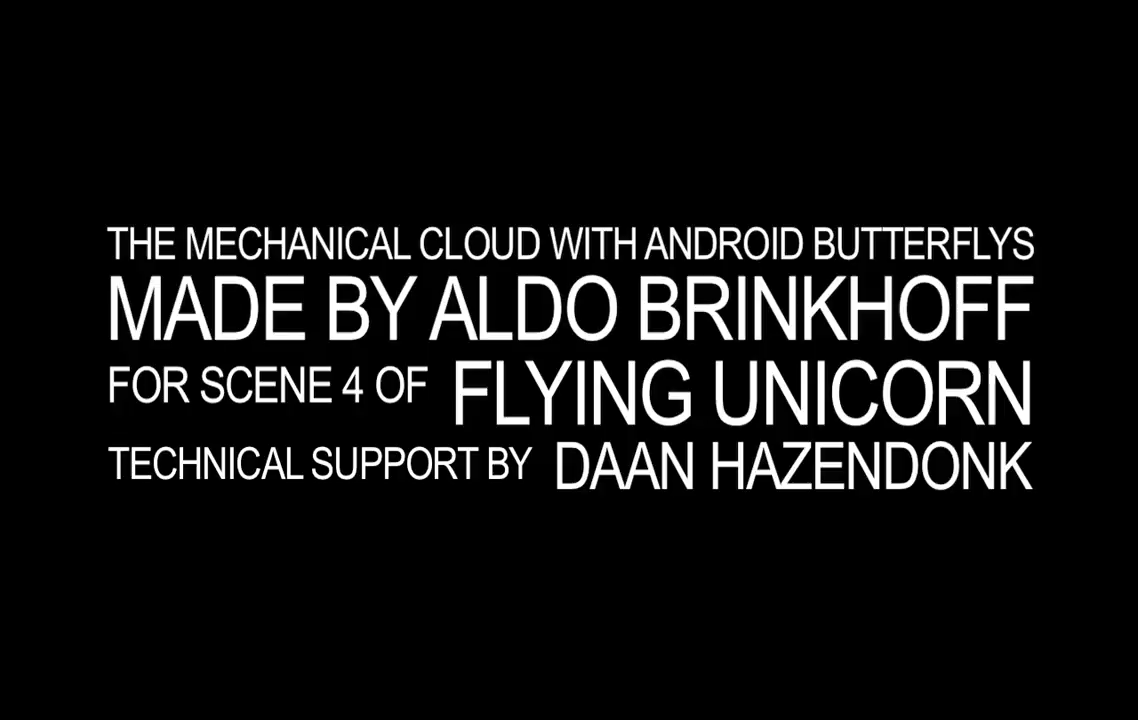 THE MECHANICAL CLOUD WITH ANDROID BUTTERFLYS
MADE BY ALDO BRINKHOFF
FOR SCENE 4 OF FLYING UNICORN
TECHNICAL SUPPORT BY DAAN HAZENDONK